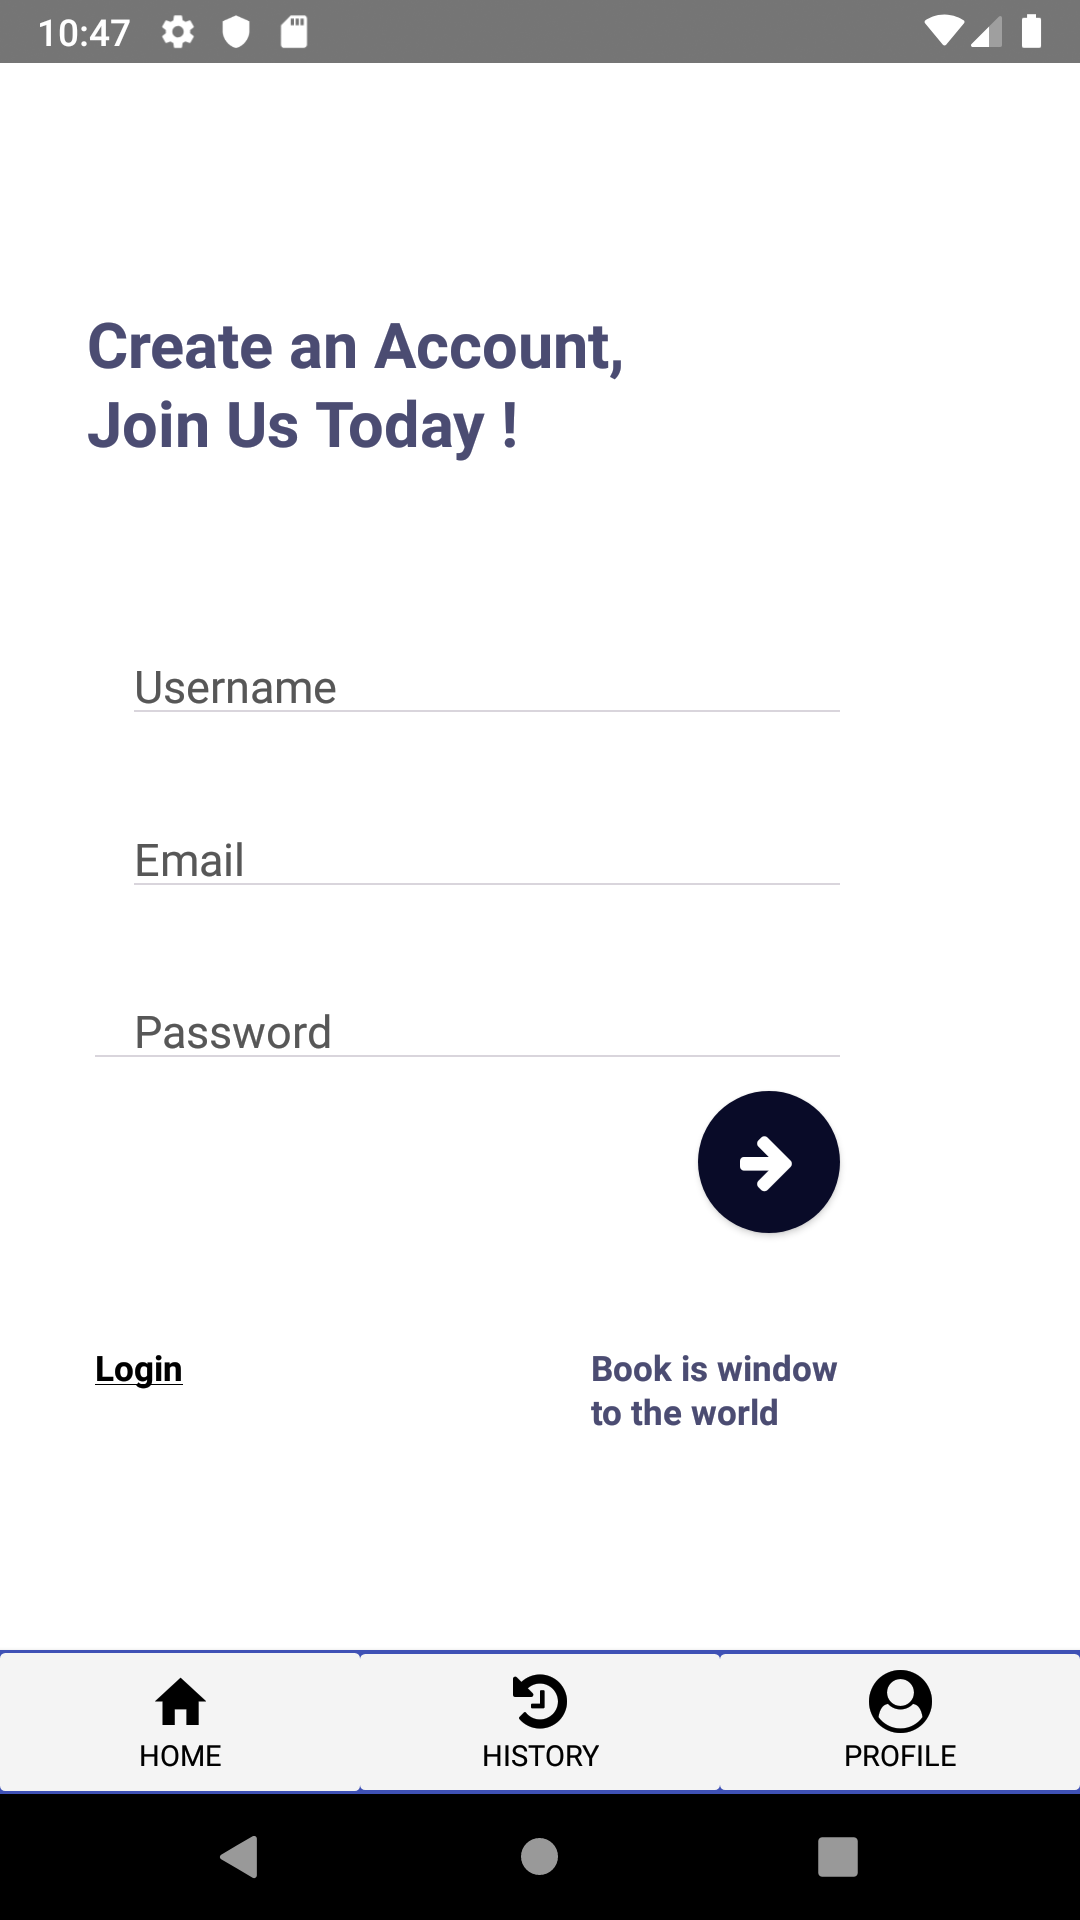 10:47
Create an Account,
Join Us Today !
Username
Email
Password
Login
Book is window
to the world
HOME
HISTORY
PROFILE